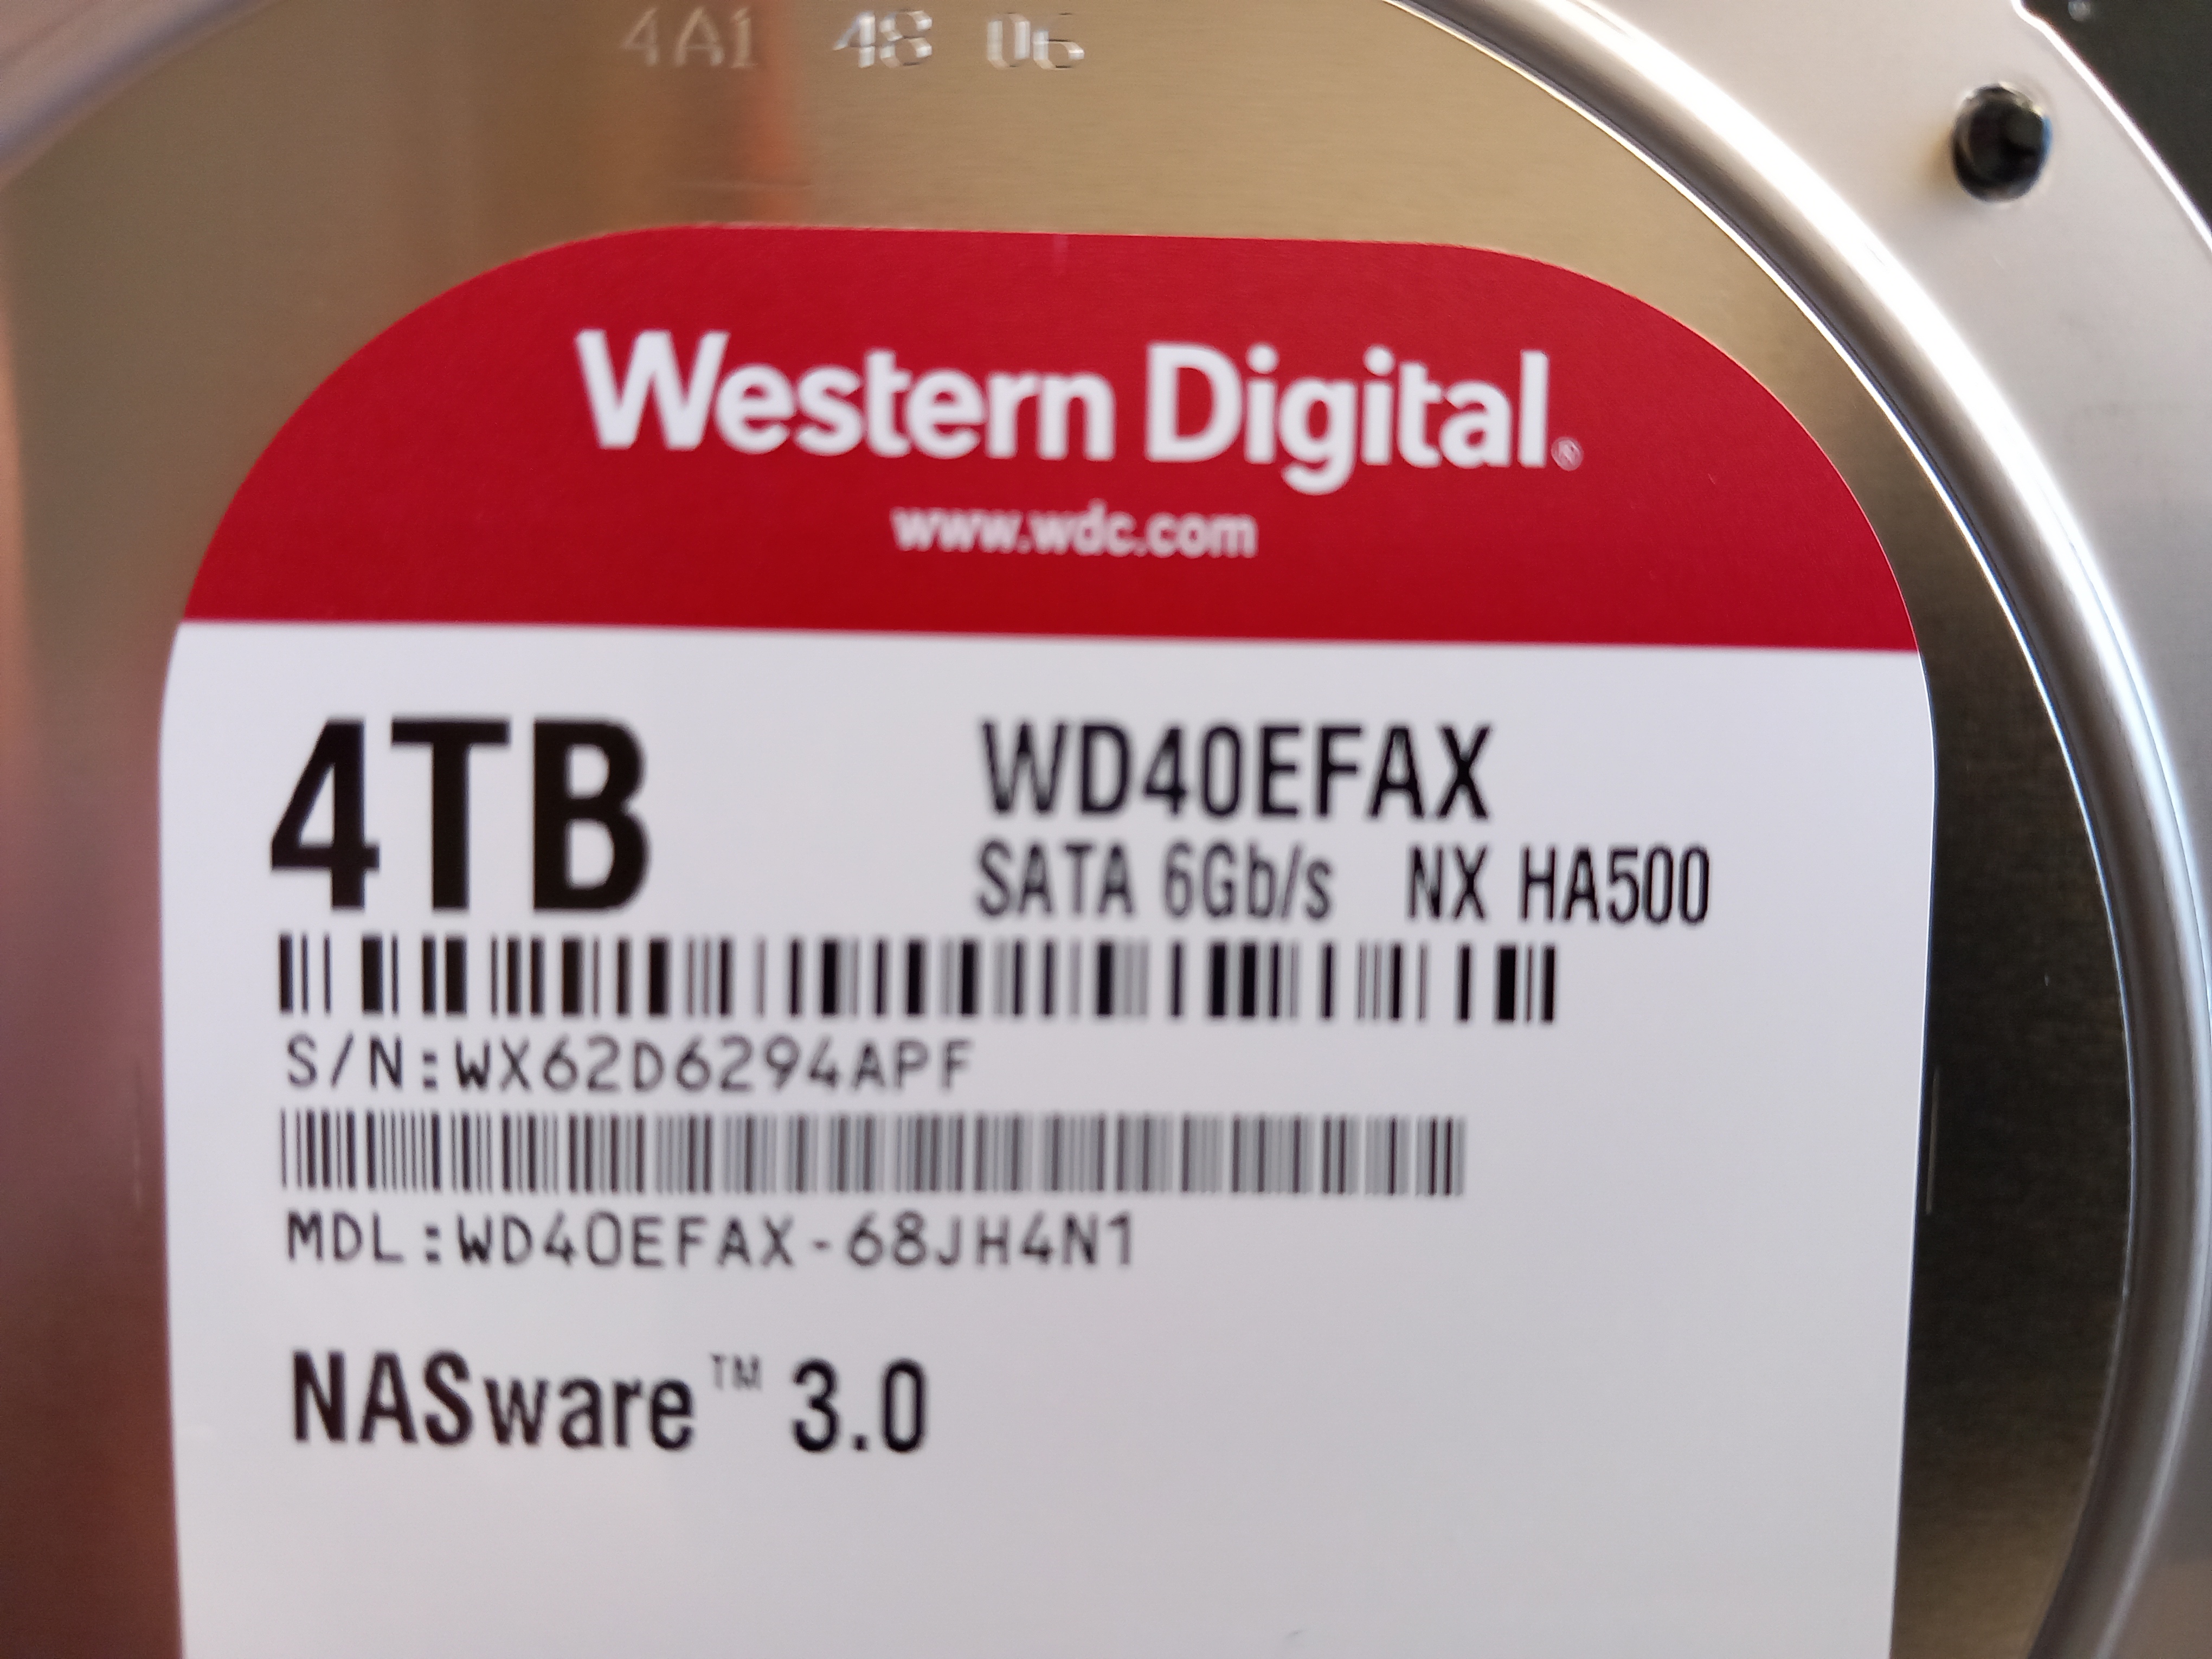 4A1 48 06
Western Digital®
www.wdc.com
4TB WD40EFAX
SATA 6Gb/s NX HA500
S/N:WX62D6294APF
MDL:WD40EFAX-68JH4N1
NASware™ 3.0